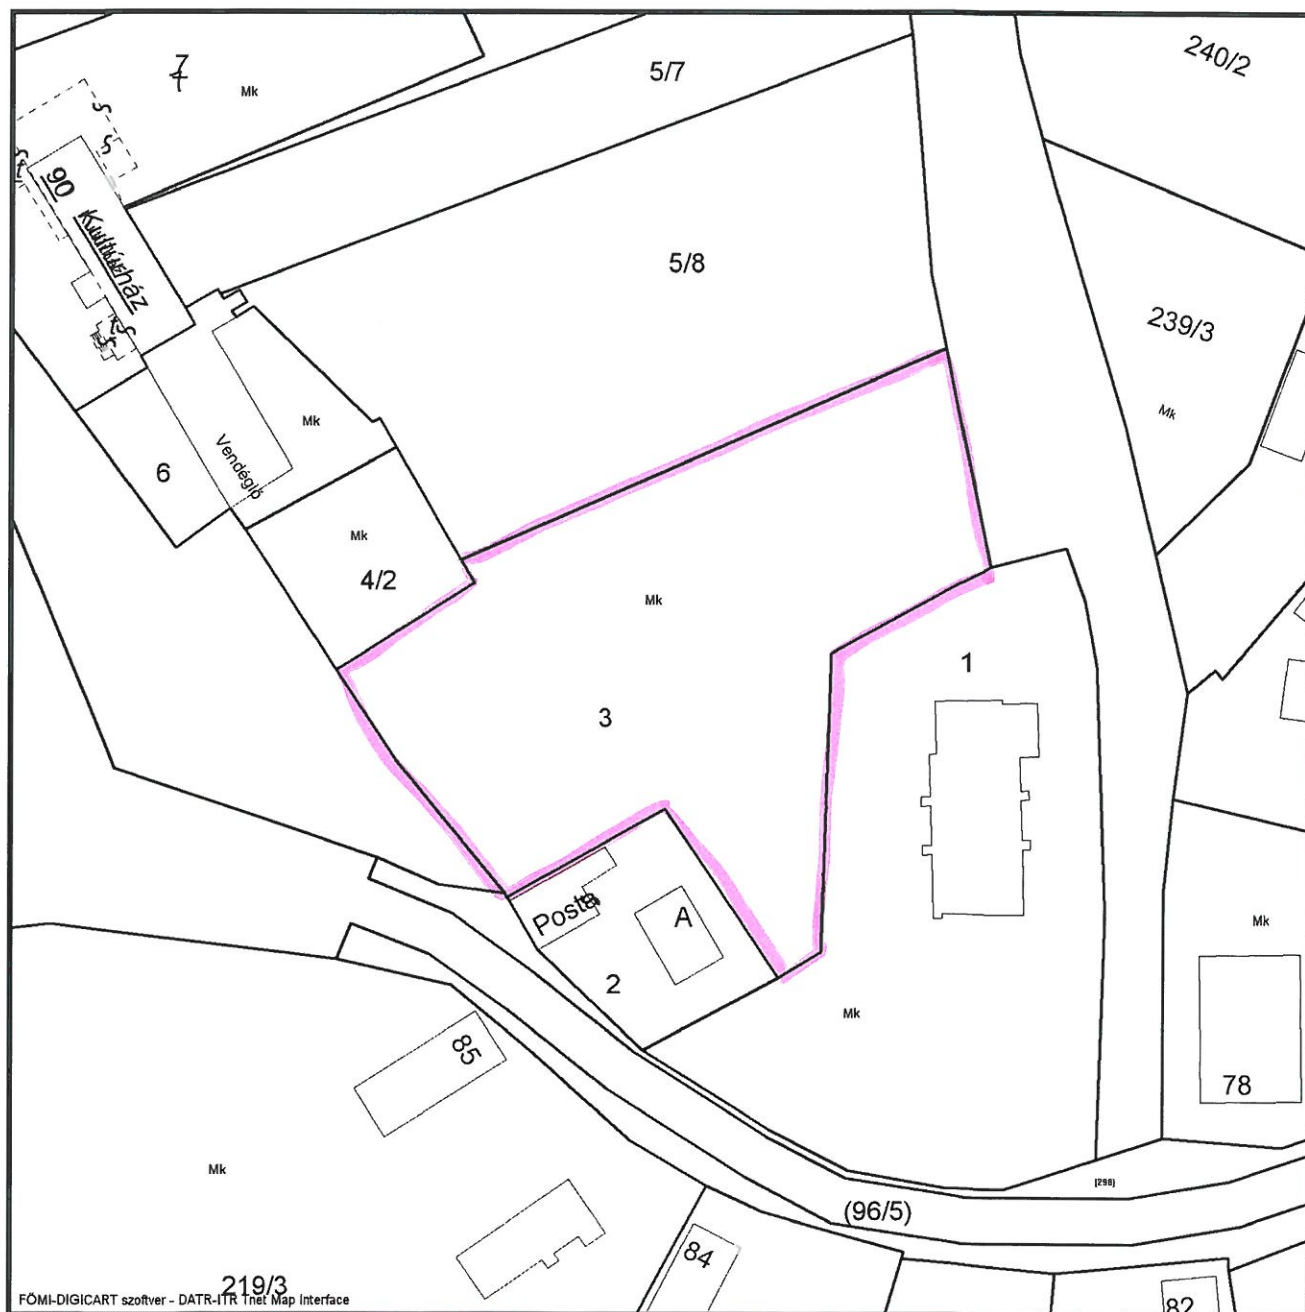 7
Mk
5/7
240/2
90
5/8
239/3
Mk
Mk
Vendéglő
6
Mk
4/2
Mk
1
3
Posta
A
2
Mk
Mk
85
78
Mk
(298)
(96/5)
84
219/3
82
FÖMI-DIGICART szoftver - DATR-ITR Tnet Map Interface